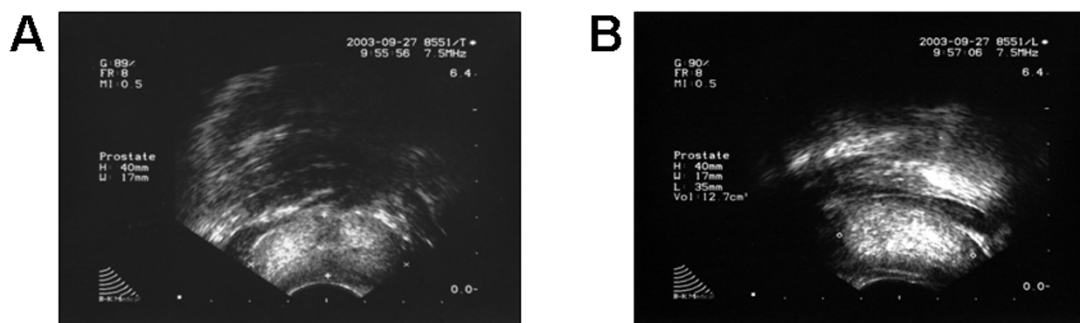 A
2003-09-27 8551/T
9:55:56 7.5MHz
G:89%
FR:8
MI:0.5
6.4
Prostate
H: 40mm
W: 17mm
0.0
B
2003-09-27 8551/L
9:57:06 7.5MHz
G:90%
FR:8
MI:0.5
6.4
Prostate
H: 40mm
W: 17mm
L: 35mm
Vol:12.7cm³
0.0